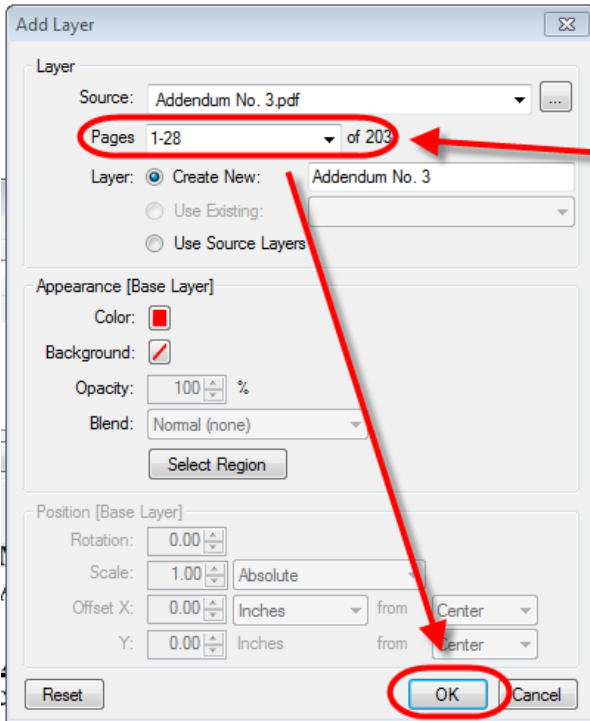 Add Layer
Layer
Source: Addendum No. 3.pdf ...
Pages 1-28 of 203
Layer: Create New: Addendum No. 3
Use Existing:
Use Source Layers
Appearance [Base Layer]
Color:
Background:
Opacity: 100 %
Blend: Normal (none)
Select Region
Position [Base Layer]
Rotation: 0.00
Scale: 1.00 Absolute
Offset X: 0.00 Inches from Center
Y: 0.00 Inches from Center
Reset OK Cancel